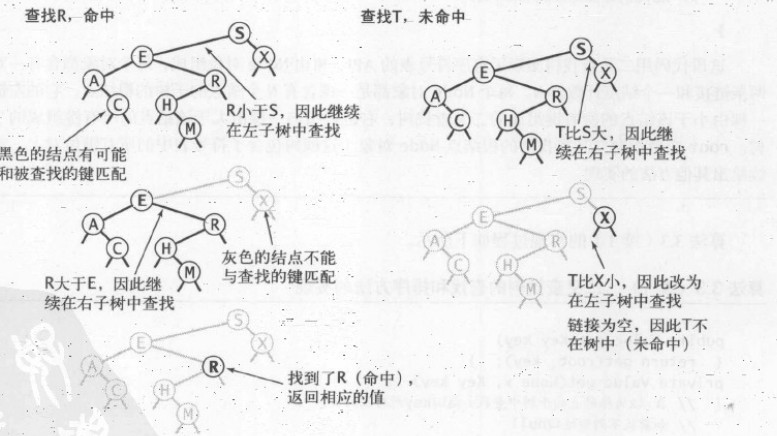 查找R,命中
S
E
X
A
R
C
H
M
R小于S,因此继续
在左子树中查找
黑色的结点有可能
和被查找的键匹配
S
E
X
A
R
C
H
M
灰色的结点不能
与查找的键匹配
R大于E,因此继
续在右子树中查找
S
E
X
A
R
C
H
M
找到了R(命中),
返回相应的值
查找T,未命中
S
E
X
A
R
C
H
M
T比S大,因此继
续在右子树中查找
S
E
X
A
R
C
H
M
T比X小,因此改为
在左子树中查找
链接为空,因此T不
在树中(未命中)